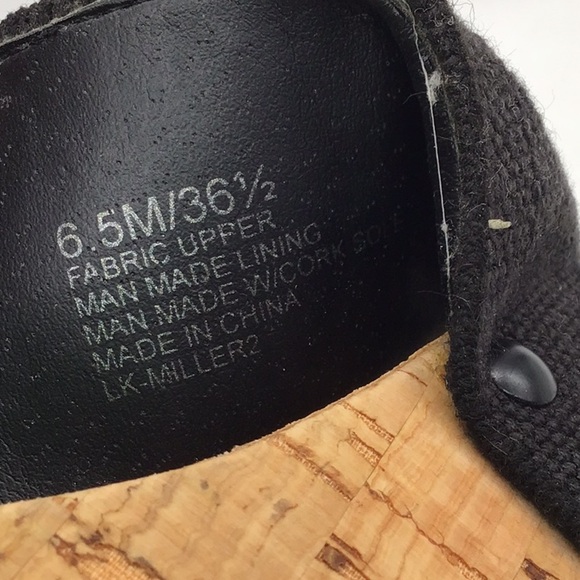 6.5M/36½
FABRIC UPPER
MAN MADE LINING
MAN MADE W/CORK SOLE
MADE IN CHINA
LK-MILLER2